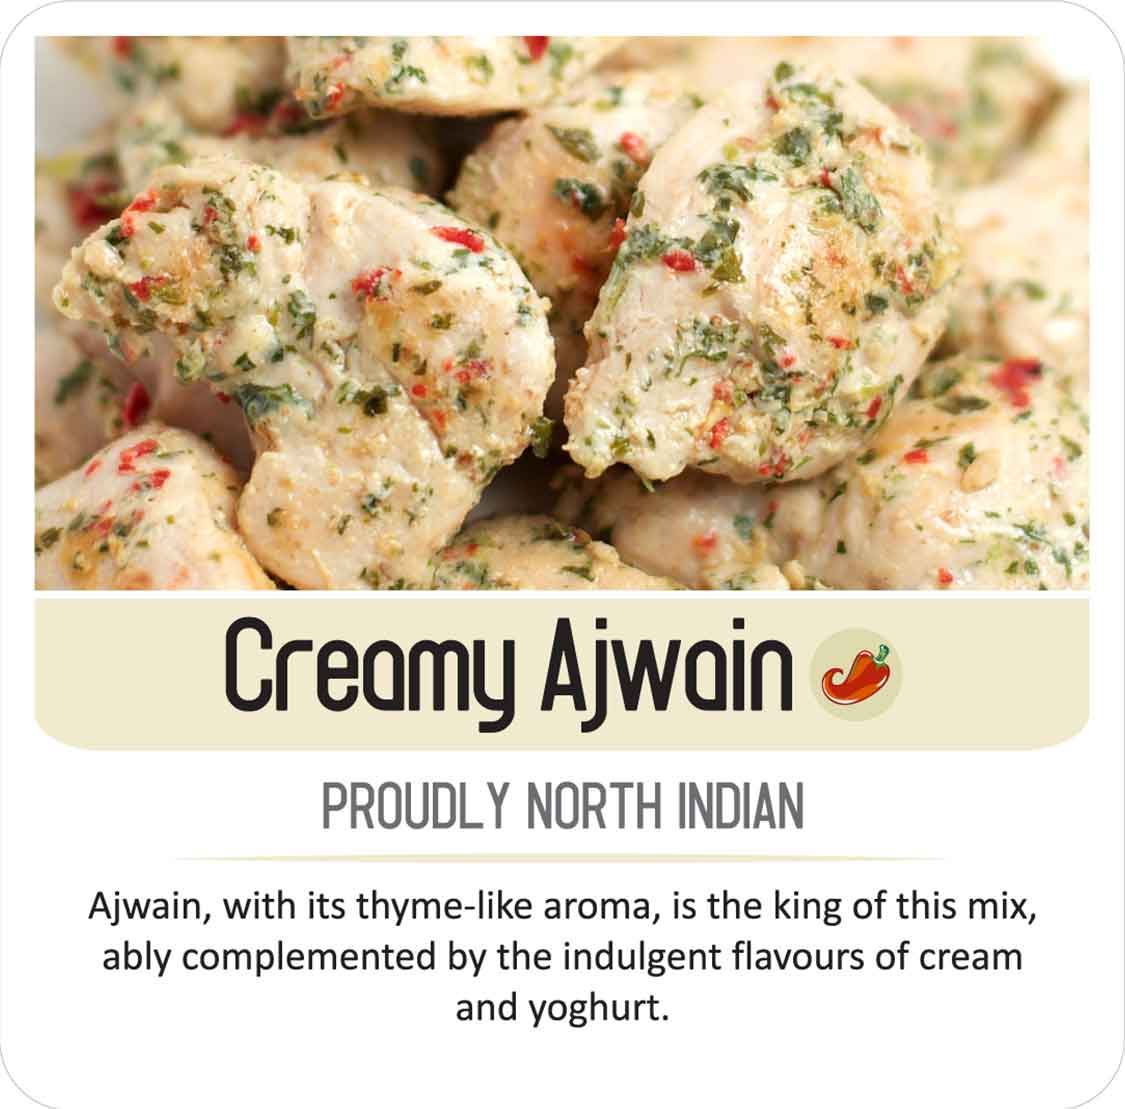 Creamy Ajwain
PROUDLY NORTH INDIAN
Ajwain, with its thyme-like aroma, is the king of this mix,
ably complemented by the indulgent flavours of cream
and yoghurt.